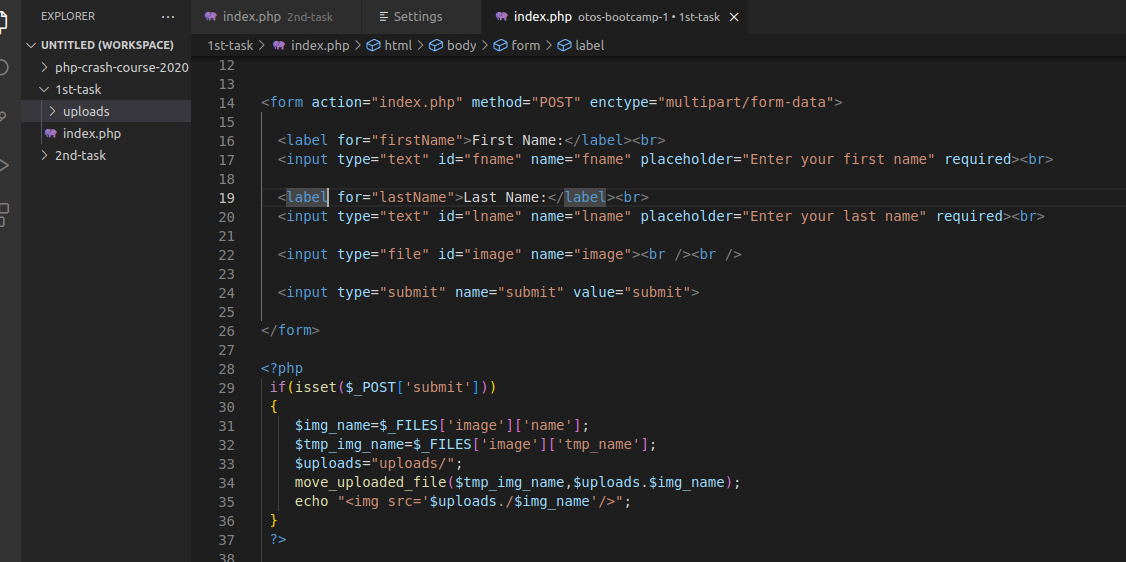 EXPLORER ...
UNTITLED (WORKSPACE)
php-crash-course-2020
1st-task
uploads
index.php
2nd-task
index.php 2nd-task
Settings
index.php otos-bootcamp-1 • 1st-task
1st-task > index.php > html > body > form > label
12
13
14 <form action="index.php" method="POST" enctype="multipart/form-data">
15
16 <label for="firstName">First Name:</label><br>
17 <input type="text" id="fname" name="fname" placeholder="Enter your first name" required><br>
18
19 <label for="lastName">Last Name:</label><br>
20 <input type="text" id="lname" name="lname" placeholder="Enter your last name" required><br>
21
22 <input type="file" id="image" name="image"><br /><br />
23
24 <input type="submit" name="submit" value="submit">
25
26 </form>
27
28 <?php
29 if(isset($_POST['submit']))
30 {
31 $img_name=$_FILES['image']['name'];
32 $tmp_img_name=$_FILES['image']['tmp_name'];
33 $uploads="uploads/";
34 move_uploaded_file($tmp_img_name,$uploads.$img_name);
35 echo "<img src='$uploads./$img_name'/>";
36 }
37 ?>
38